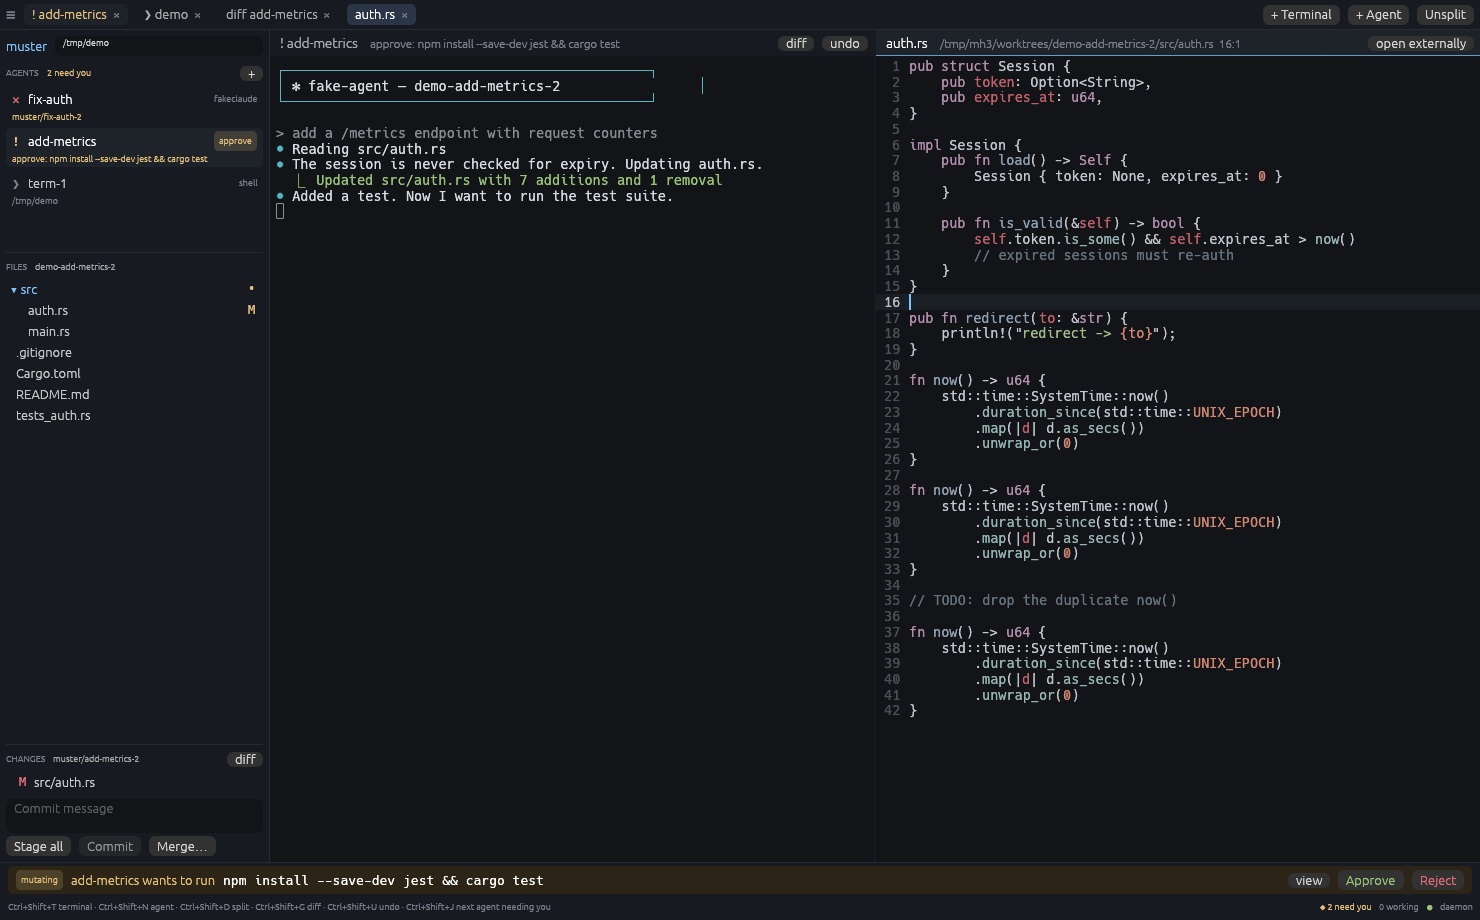 ☰ ! add-metrics × ❯ demo × diff add-metrics × auth.rs × + Terminal + Agent Unsplit
muster /tmp/demo
AGENTS 2 need you +
× fix-auth fakeclaude
muster/fix-auth-2
! add-metrics approve
approve: npm install --save-dev jest && cargo test
❯ term-1 shell
/tmp/demo
FILES demo-add-metrics-2
▾ src •
auth.rs M
main.rs
.gitignore
Cargo.toml
README.md
tests_auth.rs
CHANGES muster/add-metrics-2 diff
M src/auth.rs
Commit message
Stage all Commit Merge…
! add-metrics approve: npm install --save-dev jest && cargo test diff undo
✻ fake-agent — demo-add-metrics-2
> add a /metrics endpoint with request counters
● Reading src/auth.rs
● The session is never checked for expiry. Updating auth.rs.
⎿ Updated src/auth.rs with 7 additions and 1 removal
● Added a test. Now I want to run the test suite.
auth.rs /tmp/mh3/worktrees/demo-add-metrics-2/src/auth.rs 16:1 open externally
1 pub struct Session {
2     pub token: Option<String>,
3     pub expires_at: u64,
4 }
5
6 impl Session {
7     pub fn load() -> Self {
8         Session { token: None, expires_at: 0 }
9     }
10
11     pub fn is_valid(&self) -> bool {
12         self.token.is_some() && self.expires_at > now()
13         // expired sessions must re-auth
14     }
15 }
16
17 pub fn redirect(to: &str) {
18     println!("redirect -> {to}");
19 }
20
21 fn now() -> u64 {
22     std::time::SystemTime::now()
23         .duration_since(std::time::UNIX_EPOCH)
24         .map(|d| d.as_secs())
25         .unwrap_or(0)
26 }
27
28 fn now() -> u64 {
29     std::time::SystemTime::now()
30         .duration_since(std::time::UNIX_EPOCH)
31         .map(|d| d.as_secs())
32         .unwrap_or(0)
33 }
34
35 // TODO: drop the duplicate now()
36
37 fn now() -> u64 {
38     std::time::SystemTime::now()
39         .duration_since(std::time::UNIX_EPOCH)
40         .map(|d| d.as_secs())
41         .unwrap_or(0)
42 }
mutating add-metrics wants to run npm install --save-dev jest && cargo test view Approve Reject
Ctrl+Shift+T terminal · Ctrl+Shift+N agent · Ctrl+Shift+D split · Ctrl+Shift+G diff · Ctrl+Shift+U undo · Ctrl+Shift+J next agent needing you ◆ 2 need you 0 working ● daemon